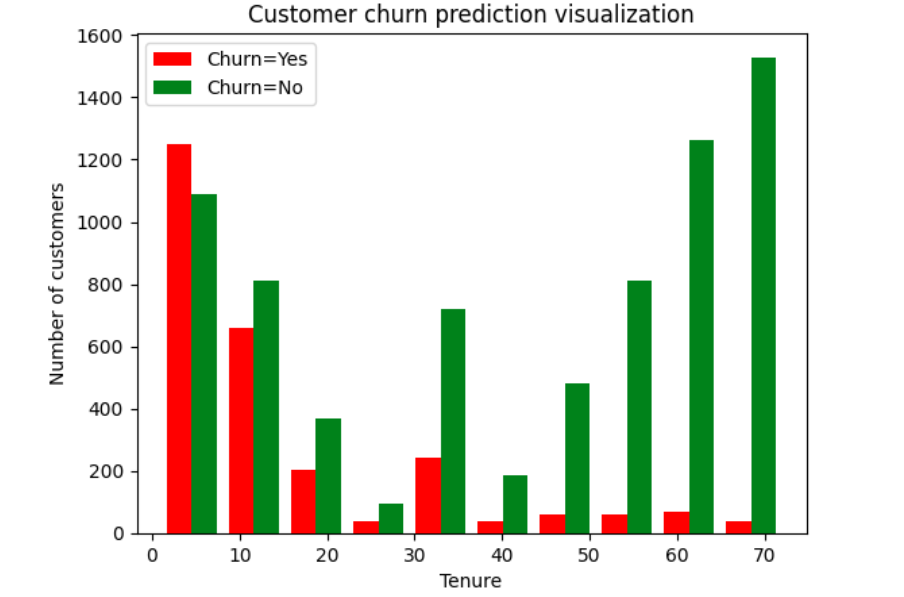 Customer churn prediction visualization
1600
1400
1200
1000
800
600
400
200
0
Number of customers
Churn=Yes
Churn=No
0 10 20 30 40 50 60 70
Tenure